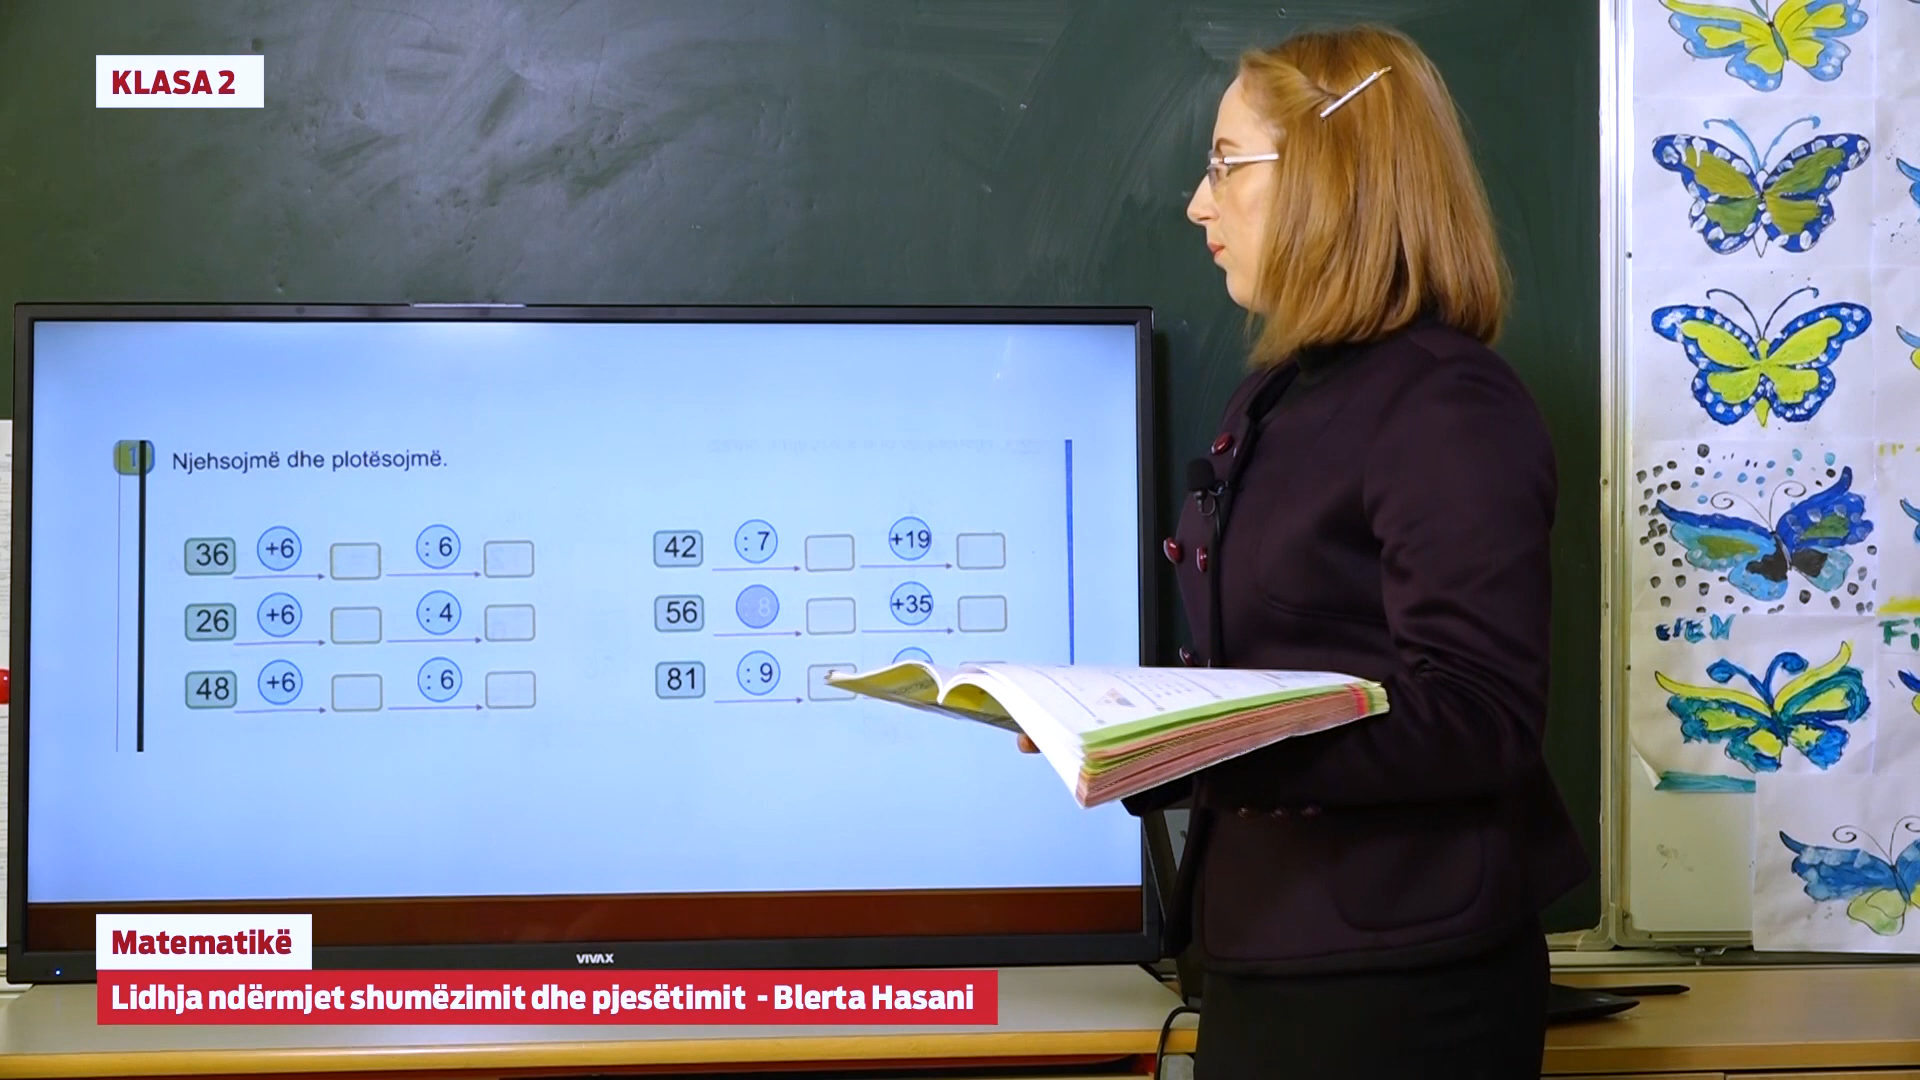 KLASA 2
1 Njehsojmë dhe plotësojmë.
36 +6 : 6
26 +6 : 4
48 +6 : 6
42 : 7 +19
56 : 8 +35
81 : 9
VIVAX
Matematikë
Lidhja ndërmjet shumëzimit dhe pjesëtimit - Blerta Hasani